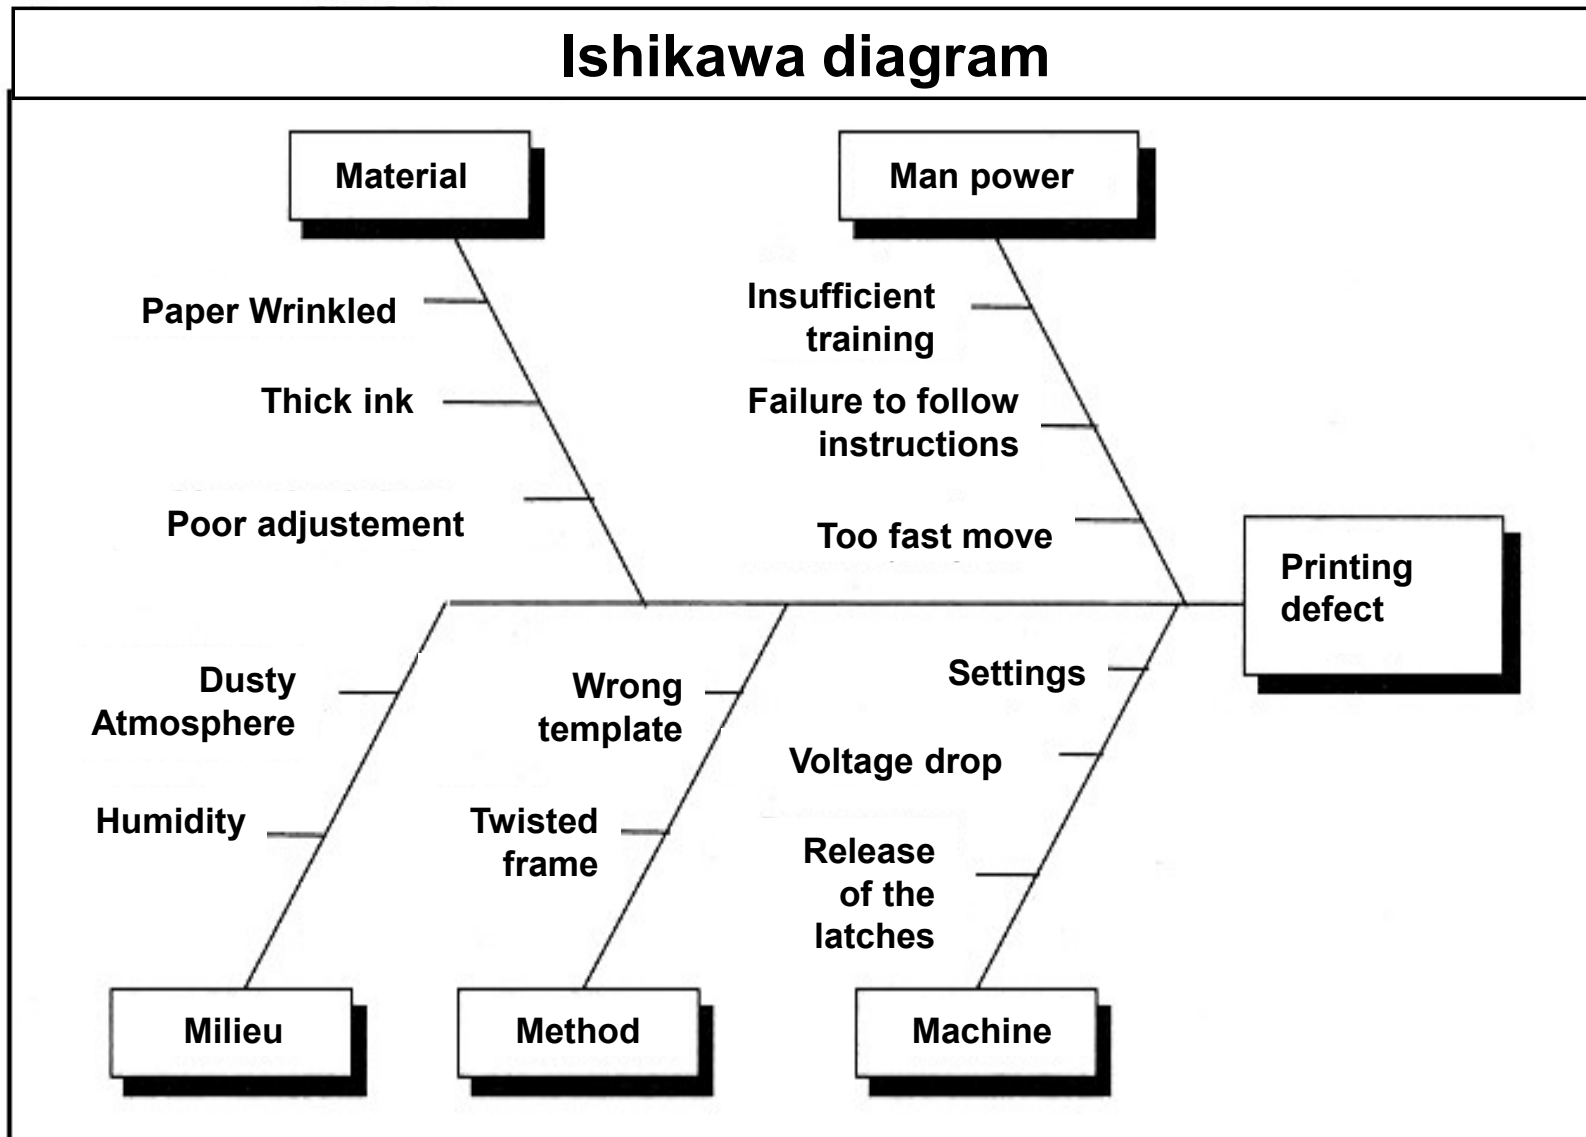 Ishikawa diagram
Material
Man power
Paper Wrinkled
Insufficient
training
Thick ink
Failure to follow
instructions
Poor adjustement
Too fast move
Printing
defect
Dusty
Atmosphere
Wrong
template
Settings
Voltage drop
Humidity
Twisted
frame
Release
of the
latches
Milieu
Method
Machine